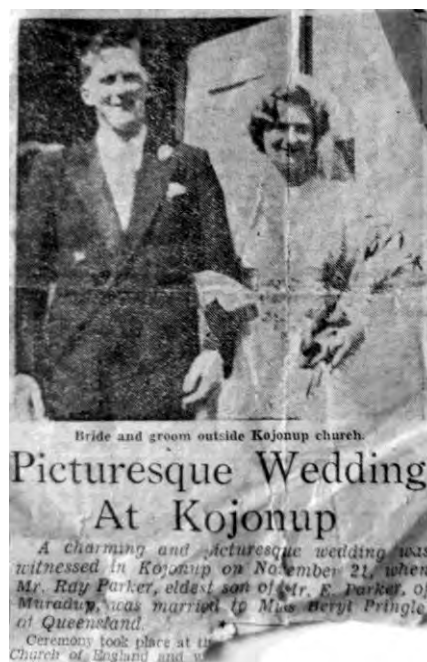 Bride and groom outside Kojonup church.
Picturesque Wedding
At Kojonup
A charming and picturesque wedding was
witnessed in Kojonup on November 21, when
Mr. Ray Parker, eldest son of Mr. E. Parker, of
Muradup, was married to Miss Beryl Pringle,
of Queensland.
Ceremony took place at
Church of England and